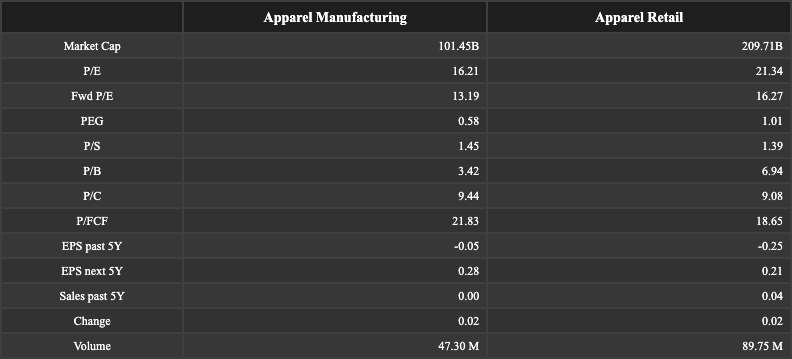 Apparel Manufacturing Apparel Retail
Market Cap 101.45B 209.71B
P/E 16.21 21.34
Fwd P/E 13.19 16.27
PEG 0.58 1.01
P/S 1.45 1.39
P/B 3.42 6.94
P/C 9.44 9.08
P/FCF 21.83 18.65
EPS past 5Y -0.05 -0.25
EPS next 5Y 0.28 0.21
Sales past 5Y 0.00 0.04
Change 0.02 0.02
Volume 47.30 M 89.75 M